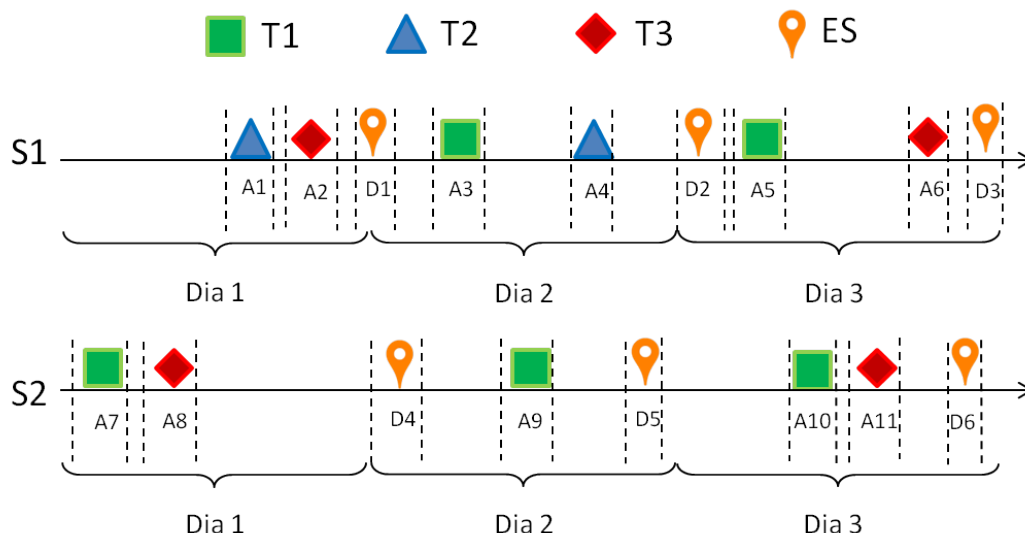 T1 T2 T3 ES
S1
A1 A2 D1 A3 A4 D2 A5 A6 D3
Dia 1 Dia 2 Dia 3
S2
A7 A8 D4 A9 D5 A10 A11 D6
Dia 1 Dia 2 Dia 3